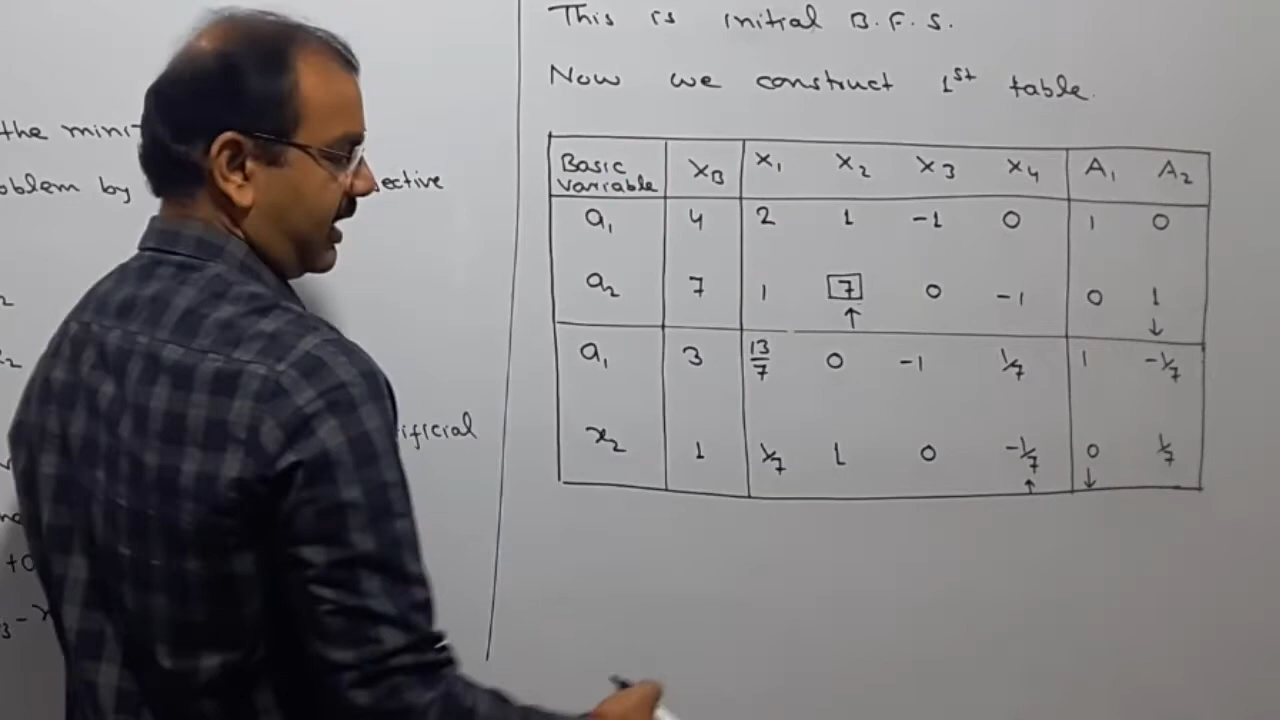 This is initial B.F.S.
Now we construct 1st table.
the mini
oblem by
ective
ificial
Basic variable XB X1 X2 X3 X4 A1 A2
a1 4 2 1 -1 0 1 0
a2 7 1 7 0 -1 0 1
↑ ↓
a1 3 13/7 0 -1 1/7 1 -1/7
x2 1 1/7 1 0 -1/7 0 1/7
↑ ↓